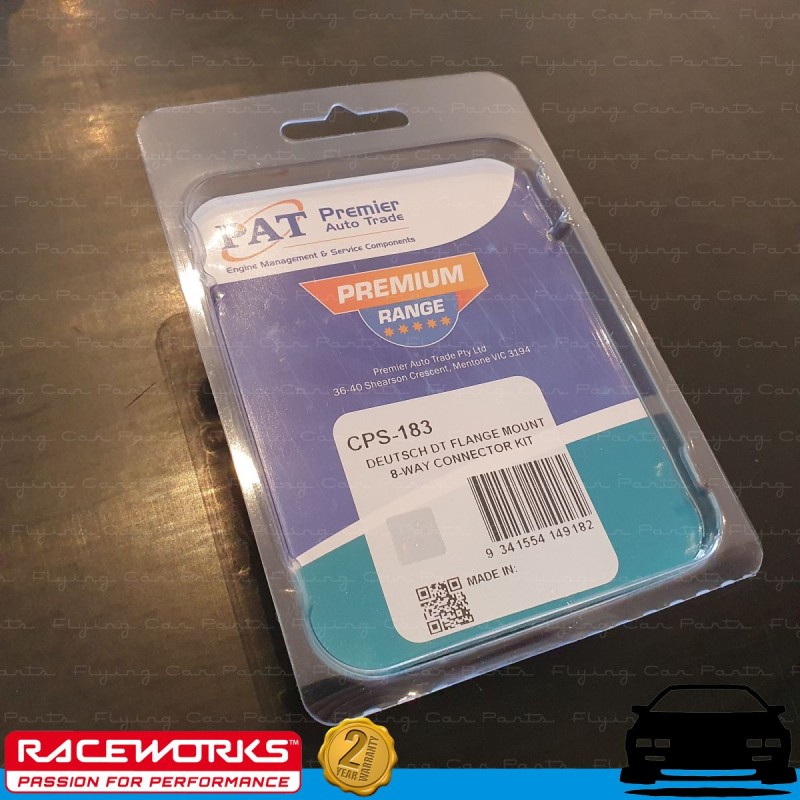 PAT Premier
Auto Trade
Engine Management & Service Components
PREMIUM
RANGE
Premier Auto Trade Pty Ltd
36-40 Shearson Crescent, Mentone VIC 3194
CPS-183
DEUTSCH DT FLANGE MOUNT
8-WAY CONNECTOR KIT
9 341554 149182
MADE IN:
RACEWORKS™
PASSION FOR PERFORMANCE
2
YEAR WARRANTY
Flying Car Parts